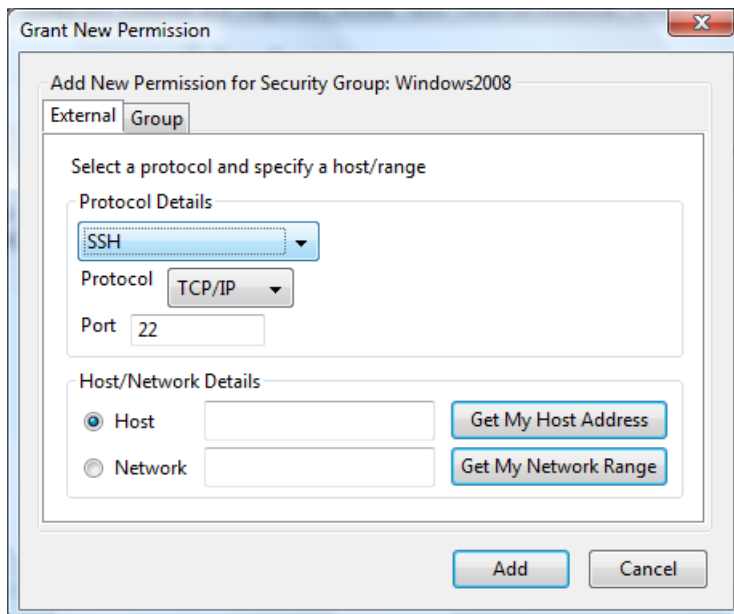 Grant New Permission
Add New Permission for Security Group: Windows2008
External Group
Select a protocol and specify a host/range
Protocol Details
SSH
Protocol TCP/IP
Port 22
Host/Network Details
Host Get My Host Address
Network Get My Network Range
Add Cancel